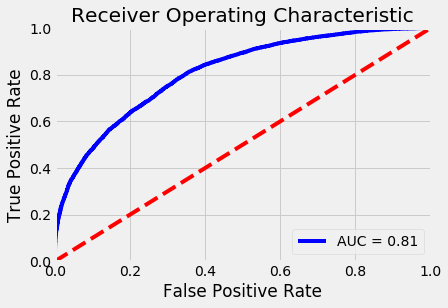 Receiver Operating Characteristic
True Positive Rate
1.0
0.8
0.6
0.4
0.2
0.0
AUC = 0.81
0.0 0.2 0.4 0.6 0.8 1.0
False Positive Rate